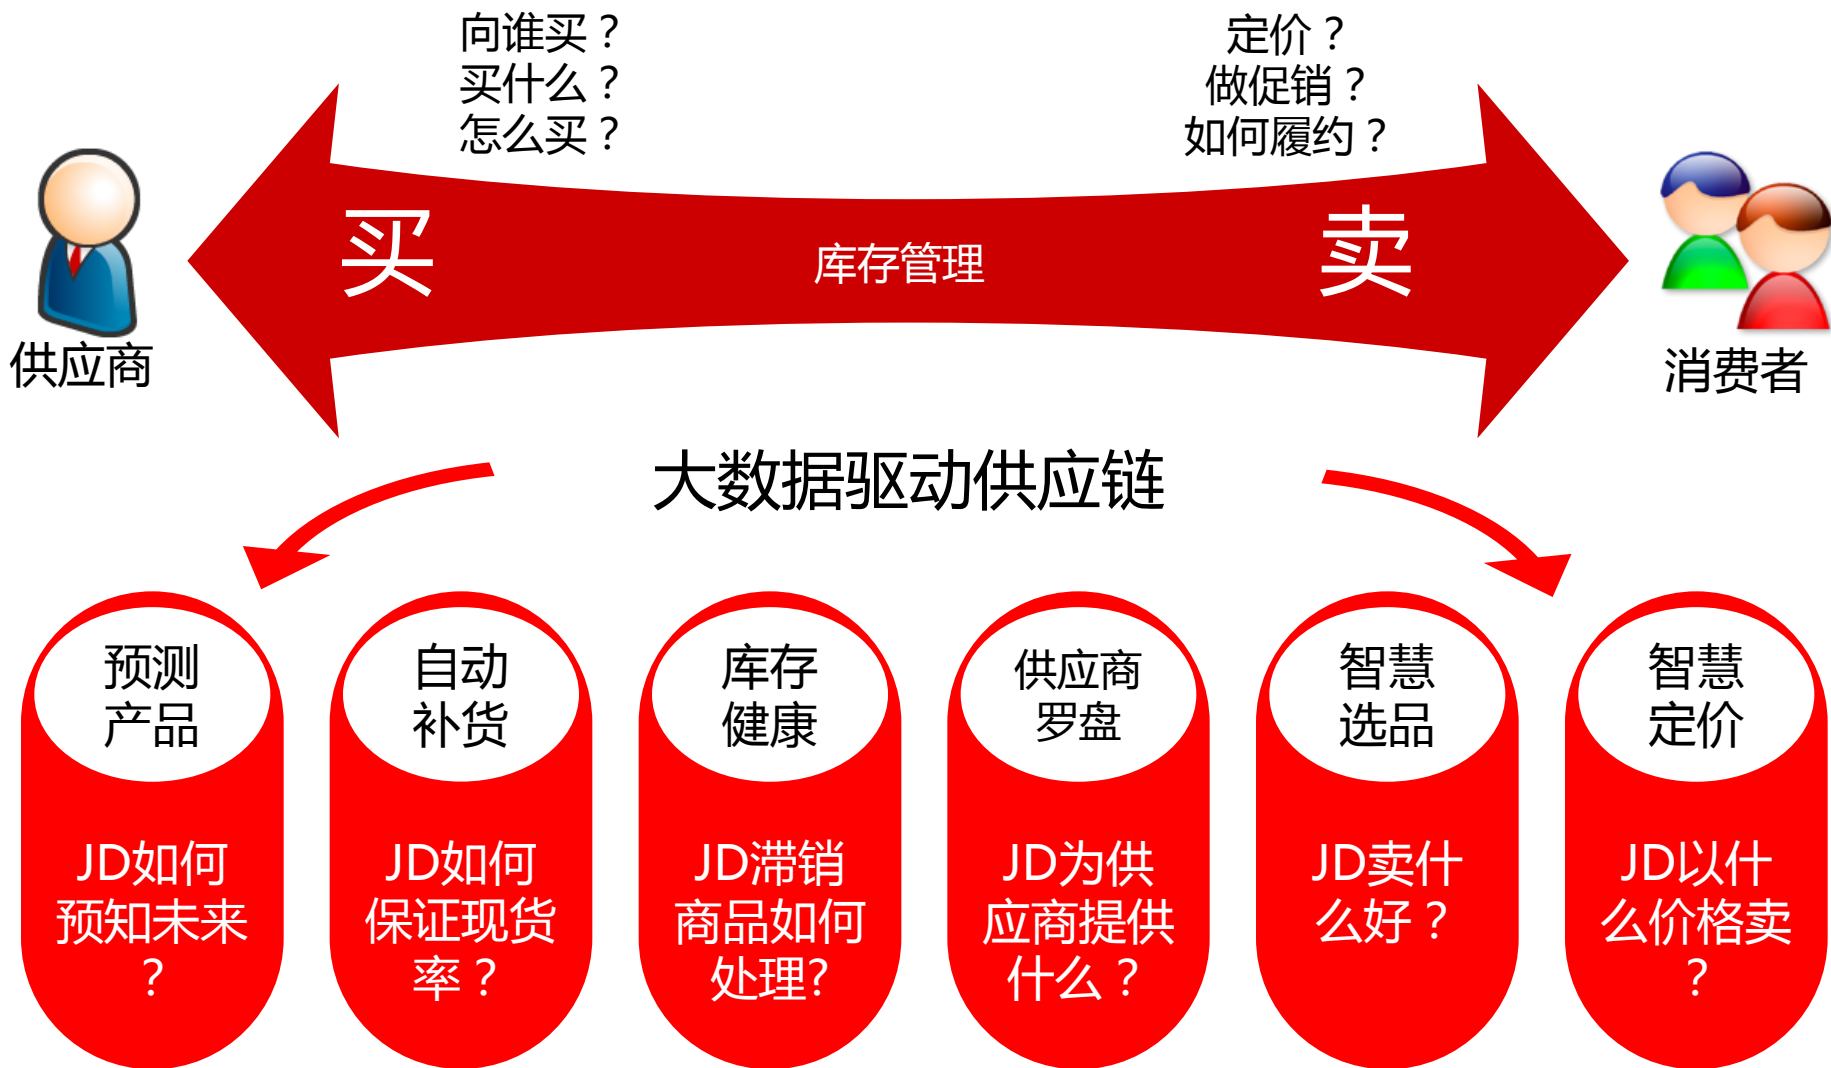 向谁买？
买什么？
怎么买？
定价？
做促销？
如何履约？
买
库存管理
卖
供应商
消费者
大数据驱动供应链
预测
产品
JD如何
预知未来
？
自动
补货
JD如何
保证现货
率？
库存
健康
JD滞销
商品如何
处理?
供应商
罗盘
JD为供
应商提供
什么？
智慧
选品
JD卖什
么好？
智慧
定价
JD以什
么价格卖
？